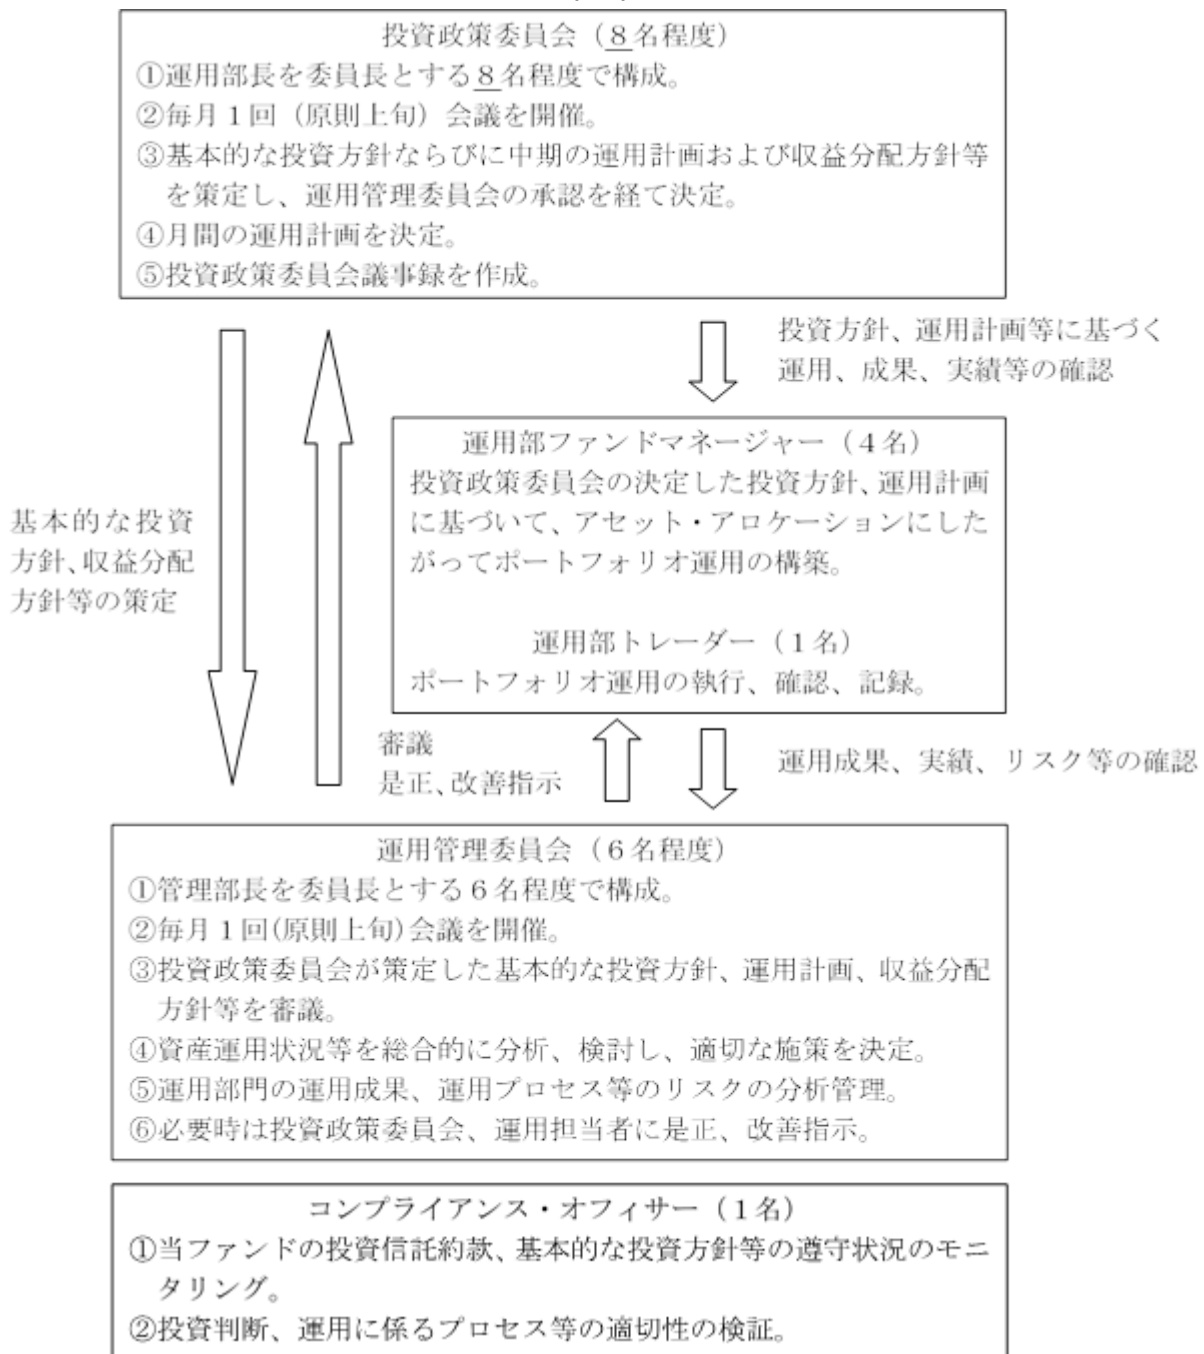 投資政策委員会（８名程度）
①運用部長を委員長とする８名程度で構成。
②毎月１回（原則上旬）会議を開催。
③基本的な投資方針ならびに中期の運用計画および収益分配方針等
を策定し、運用管理委員会の承認を経て決定。
④月間の運用計画を決定。
⑤投資政策委員会議事録を作成。
投資方針、運用計画等に基づく
運用、成果、実績等の確認
基本的な投資
方針、収益分配
方針等の策定
運用部ファンドマネージャー（４名）
投資政策委員会の決定した投資方針、運用計画
に基づいて、アセット・アロケーションにした
がってポートフォリオ運用の構築。
運用部トレーダー（１名）
ポートフォリオ運用の執行、確認、記録。
審議
是正、改善指示
運用成果、実績、リスク等の確認
運用管理委員会（６名程度）
①管理部長を委員長とする６名程度で構成。
②毎月１回(原則上旬)会議を開催。
③投資政策委員会が策定した基本的な投資方針、運用計画、収益分配
方針等を審議。
④資産運用状況等を総合的に分析、検討し、適切な施策を決定。
⑤運用部門の運用成果、運用プロセス等のリスクの分析管理。
⑥必要時は投資政策委員会、運用担当者に是正、改善指示。
コンプライアンス・オフィサー（１名）
①当ファンドの投資信託約款、基本的な投資方針等の遵守状況のモニ
タリング。
②投資判断、運用に係るプロセス等の適切性の検証。